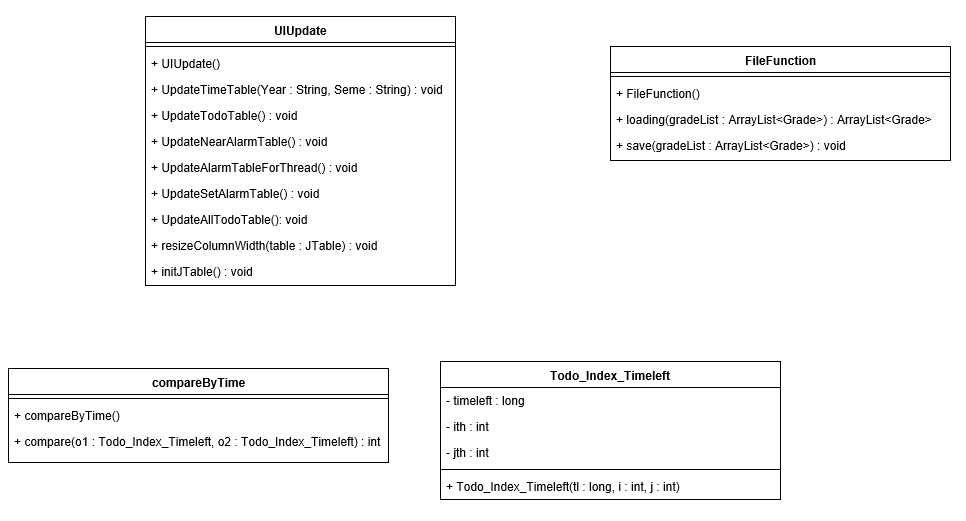 UIUpdate
+ UIUpdate()
+ UpdateTimeTable(Year : String, Seme : String) : void
+ UpdateTodoTable() : void
+ UpdateNearAlarmTable() : void
+ UpdateAlarmTableForThread() : void
+ UpdateSetAlarmTable() : void
+ UpdateAllTodoTable(): void
+ resizeColumnWidth(table : JTable) : void
+ initJTable() : void
FileFunction
+ FileFunction()
+ loading(gradeList : ArrayList<Grade>) : ArrayList<Grade>
+ save(gradeList : ArrayList<Grade>) : void
compareByTime
+ compareByTime()
+ compare(o1 : Todo_Index_Timeleft, o2 : Todo_Index_Timeleft) : int
Todo_Index_Timeleft
- timeleft : long
- ith : int
- jth : int
+ Todo_Index_Timeleft(tl : long, i : int, j : int)